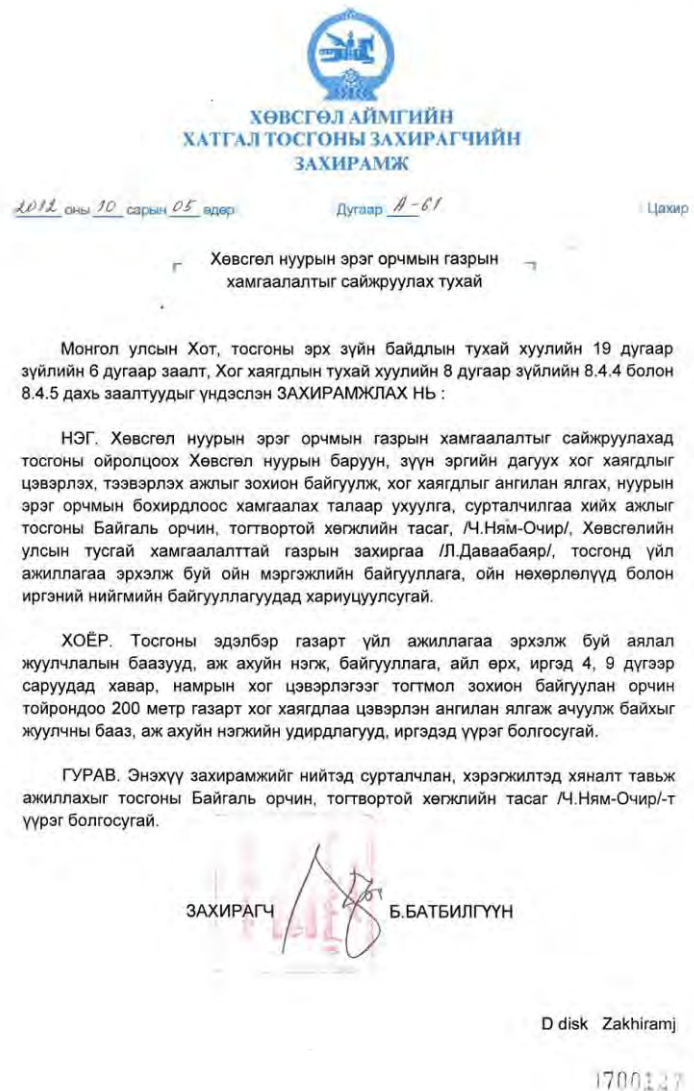 ХӨВСГӨЛ АЙМГИЙН
ХАТГАЛ ТОСГОНЫ ЗАХИРАГЧИЙН
ЗАХИРАМЖ
2012 оны 10 сарын 05 өдөр Дугаар А-61 Цахир
Хөвсгөл нуурын эрэг орчмын газрын
хамгаалалтыг сайжруулах тухай
Монгол улсын Хот, тосгоны эрх зүйн байдлын тухай хуулийн 19 дугаар
зүйлийн 6 дугаар заалт, Хог хаягдлын тухай хуулийн 8 дугаар зүйлийн 8.4.4 болон
8.4.5 дахь заалтуудыг үндэслэн ЗАХИРАМЖЛАХ НЬ :
НЭГ. Хөвсгөл нуурын эрэг орчмын газрын хамгаалалтыг сайжруулахад
тосгоны ойролцоох Хөвсгөл нуурын баруун, зүүн эргийн дагуух хог хаягдлыг
цэвэрлэх, тээвэрлэх ажлыг зохион байгуулж, хог хаягдлыг ангилан ялгах, нуурын
эрэг орчмын бохирдлоос хамгаалах талаар ухуулга, сурталчилгаа хийх ажлыг
тосгоны Байгаль орчин, тогтвортой хөгжлийн тасаг, /Ч.Ням-Очир/, Хөвсгөлийн
улсын тусгай хамгаалалттай газрын захиргаа /Л.Даваабаяр/, тосгонд үйл
ажиллагаа эрхэлж буй ойн мэргэжлийн байгууллага, ойн нөхөрлөлүүд болон
иргэний нийгмийн байгууллагуудад хариуцуулсугай.
ХОЁР. Тосгоны эдэлбэр газарт үйл ажиллагаа эрхэлж буй аялал
жуулчлалын баазууд, аж ахуйн нэгж, байгууллага, айл өрх, иргэд 4, 9 дүгээр
саруудад хавар, намрын хог цэвэрлэгээг тогтмол зохион байгуулан орчин
тойрондоо 200 метр газарт хог хаягдлаа цэвэрлэн ангилан ялгаж ачуулж байхыг
жуулчны бааз, аж ахуйн нэгжийн удирдлагууд, иргэдэд үүрэг болгосугай.
ГУРАВ. Энэхүү захирамжийг нийтэд сурталчлан, хэрэгжилтэд хяналт тавьж
ажиллахыг тосгоны Байгаль орчин, тогтвортой хөгжлийн тасаг /Ч.Ням-Очир/-т
үүрэг болгосугай.
ЗАХИРАГЧ Б.БАТБИЛГҮҮН
D disk Zakhiramj